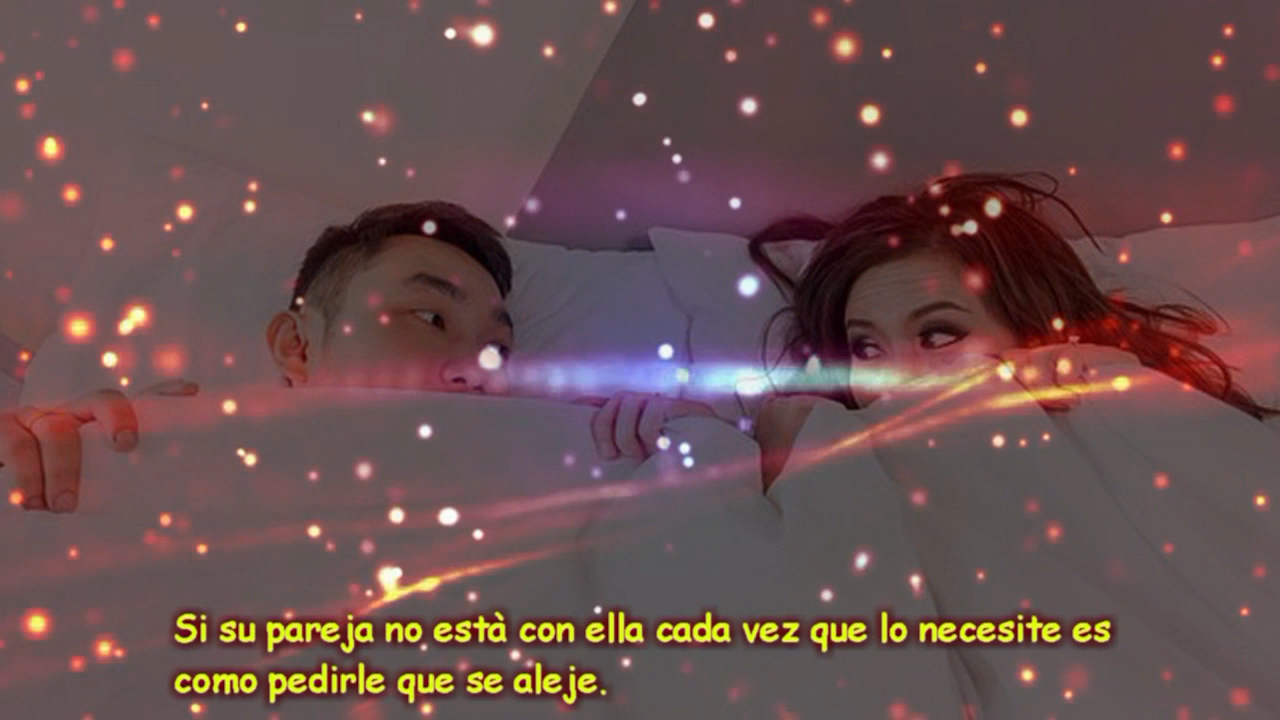 Si su pareja no està con ella cada vez que lo necesite es
como pedirle que se aleje.